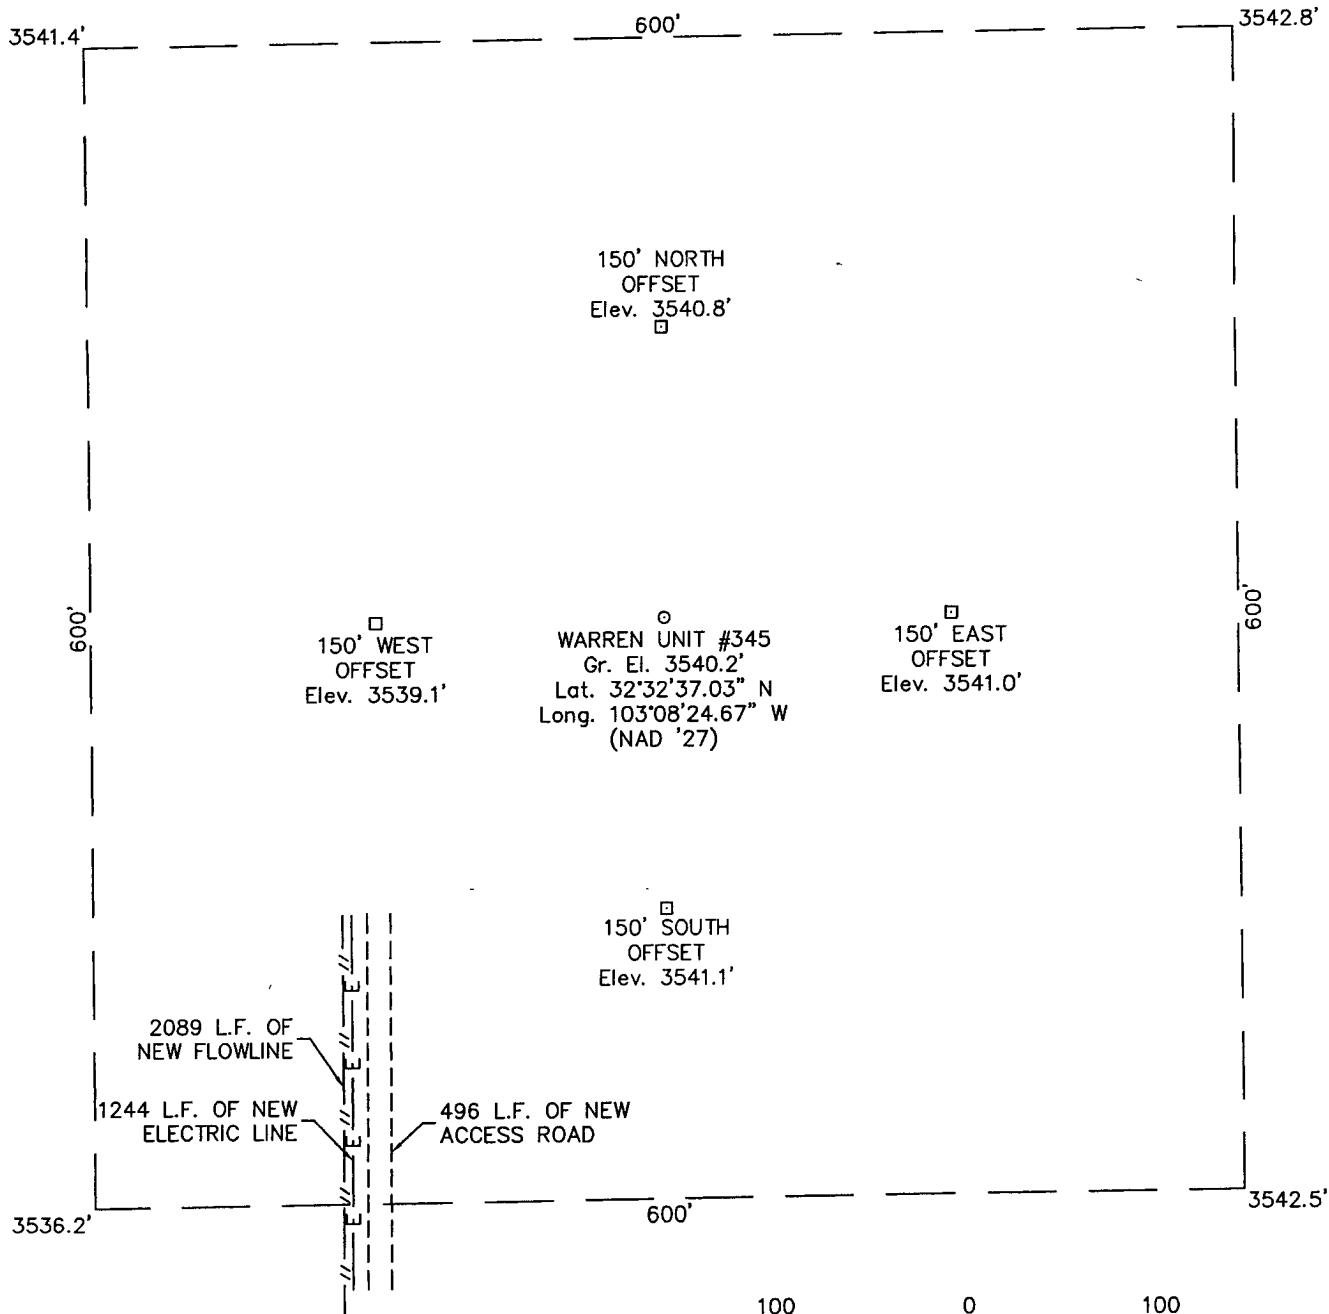 3541.4'
600'
3542.8'
150' NORTH
OFFSET
Elev. 3540.8'
600'
150' WEST
OFFSET
Elev. 3539.1'
WARREN UNIT #345
Gr. El. 3540.2'
Lat. 32°32'37.03" N
Long. 103°08'24.67" W
(NAD '27)
150' EAST
OFFSET
Elev. 3541.0'
600'
150' SOUTH
OFFSET
Elev. 3541.1'
2089 L.F. OF
NEW FLOWLINE
1244 L.F. OF NEW
ELECTRIC LINE
496 L.F. OF NEW
ACCESS ROAD
3536.2'
600'
3542.5'
100 0 100